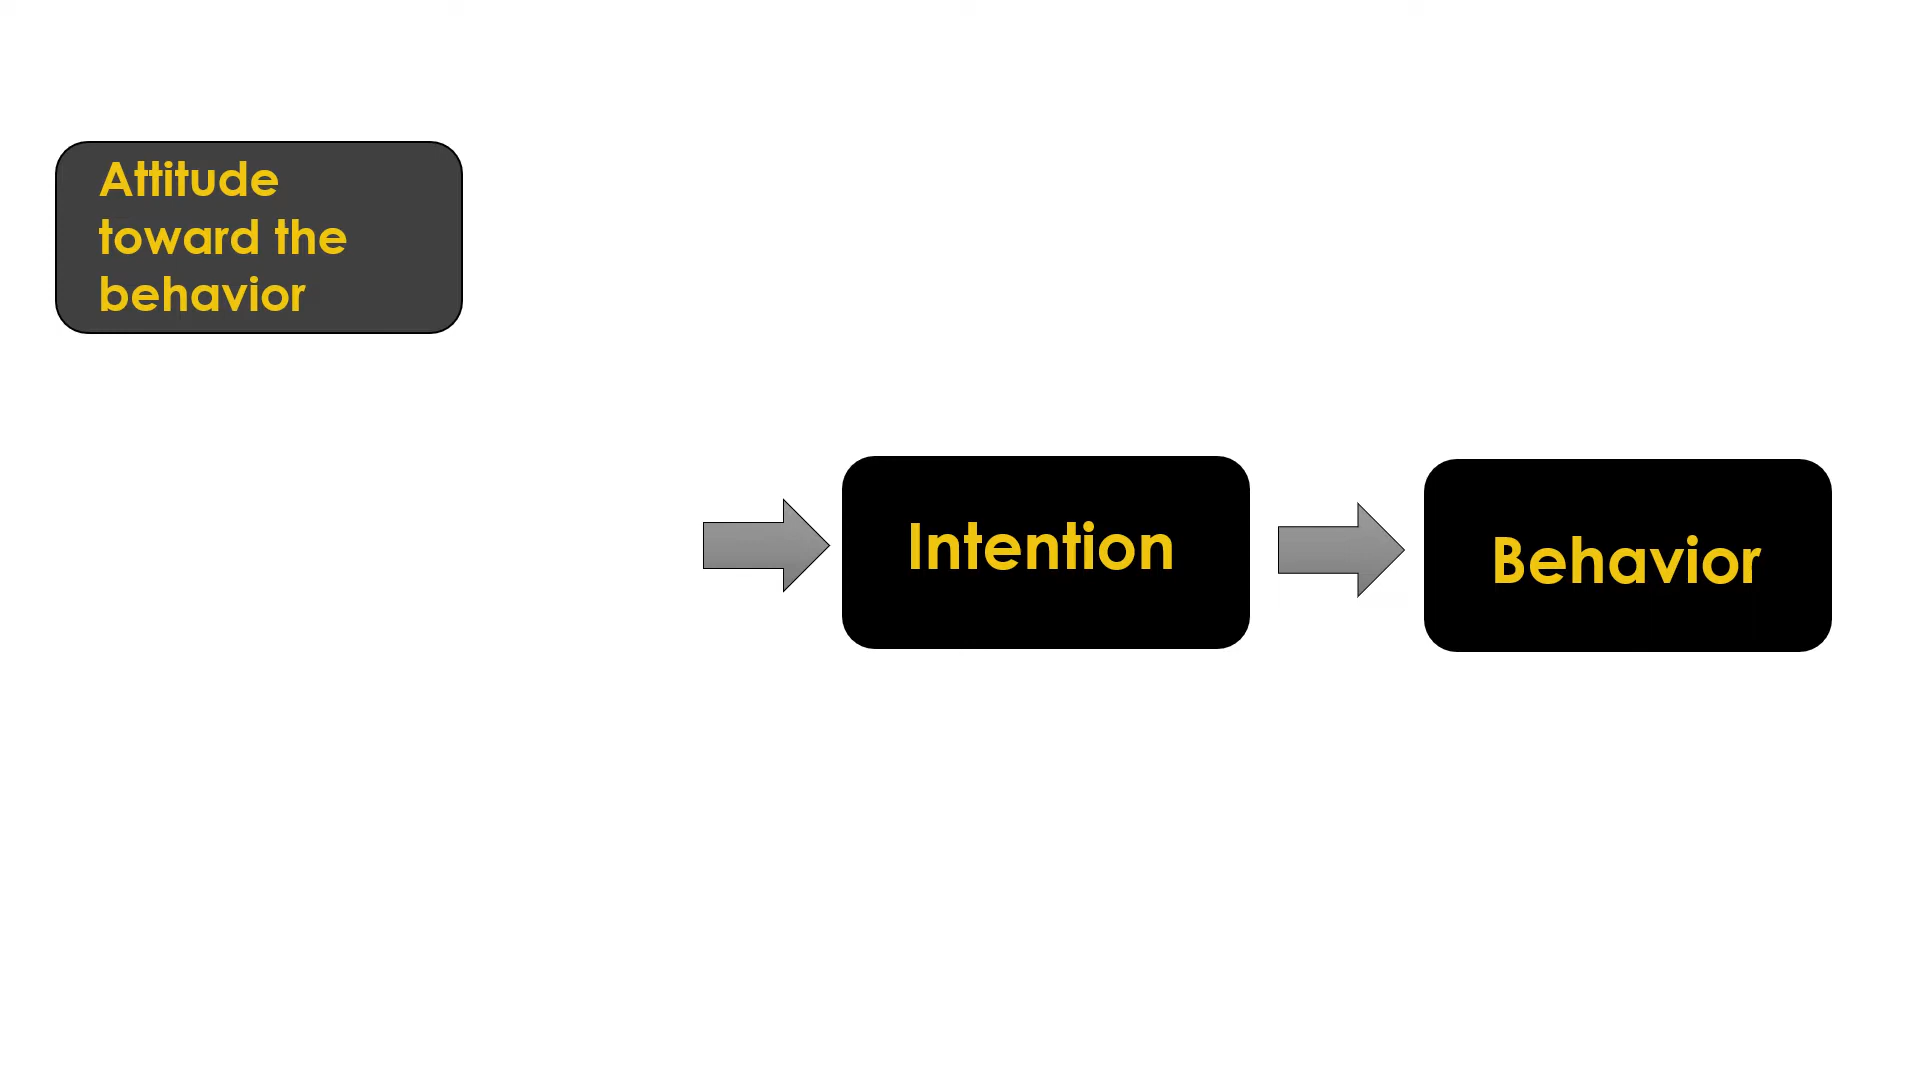 Attitude
toward the
behavior
Intention
Behavior